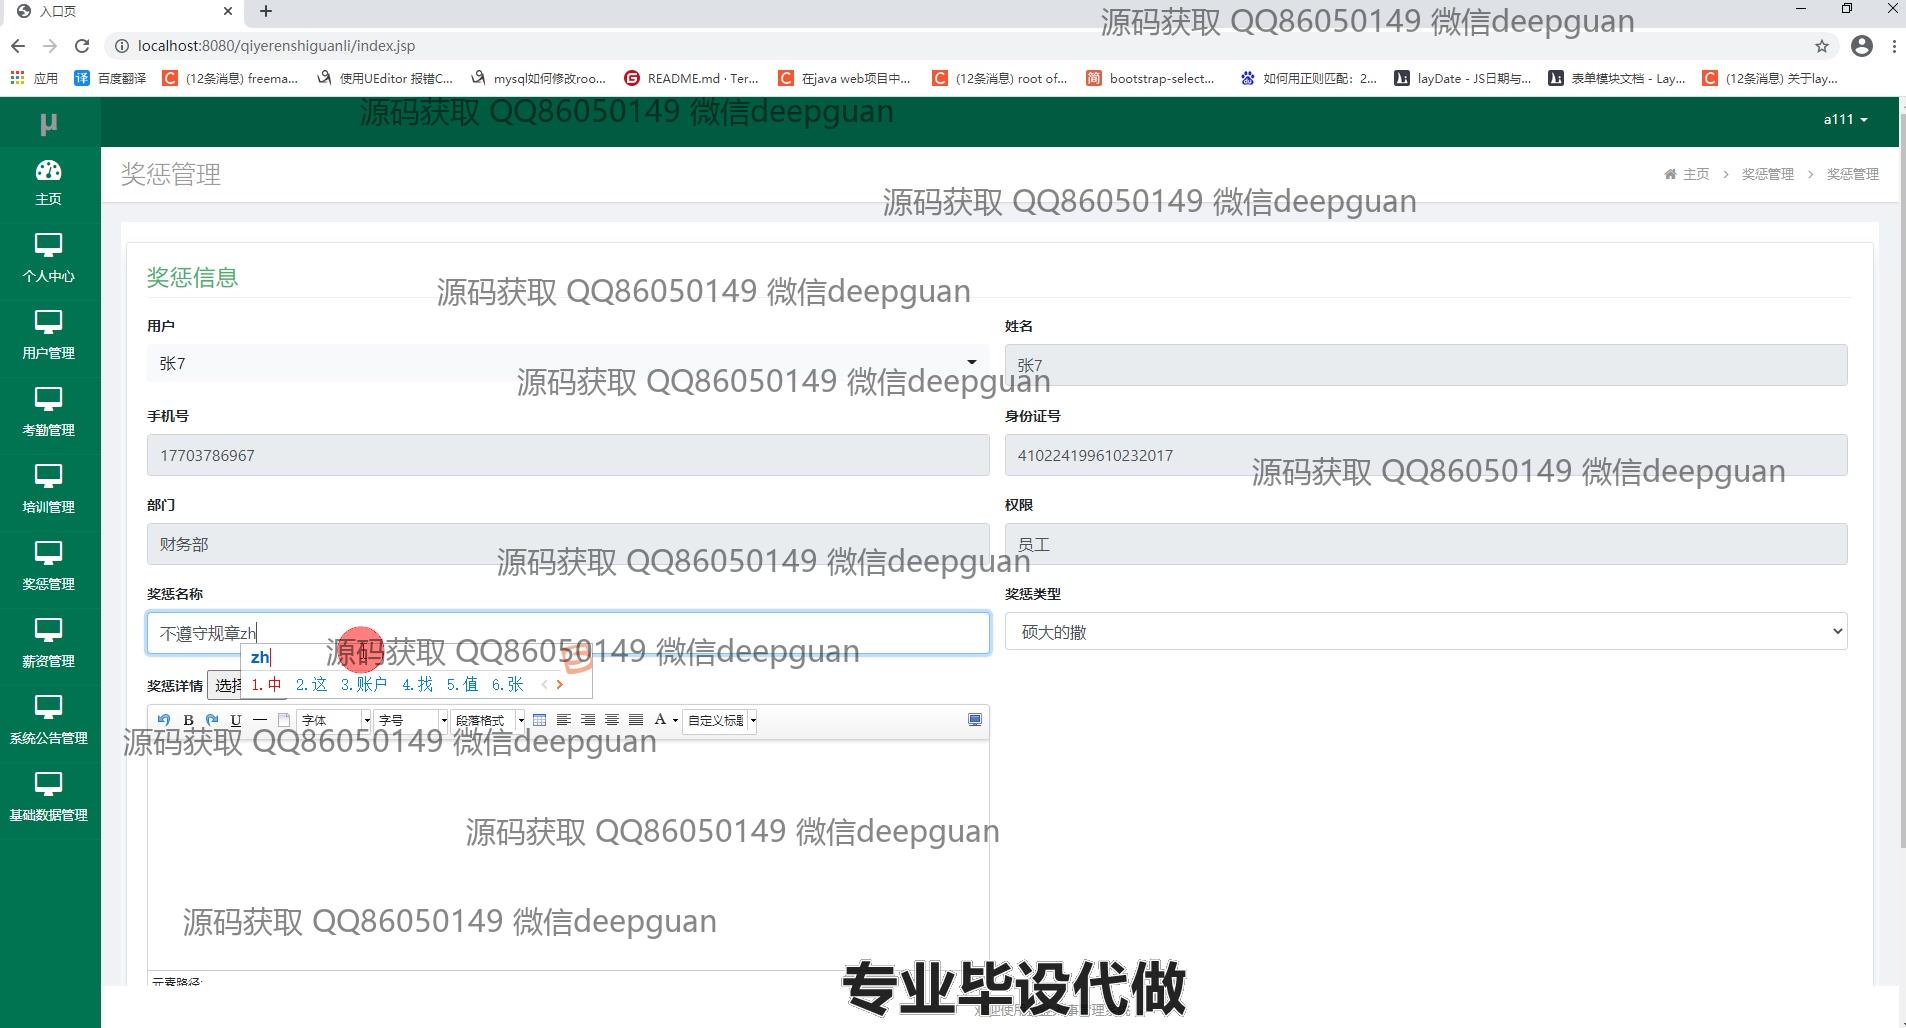 入口页
源码获取 QQ86050149 微信deepguan
localhost:8080/qiyerenshiguanli/index.jsp
应用 百度翻译 (12条消息) freema... 使用UEditor 报错C... mysql如何修改roo... README.md · Ter... 在java web项目中... (12条消息) root of... bootstrap-select... 如何用正则匹配：2... layDate - JS日期与... 表单模块文档 - Lay... (12条消息) 关于lay...
μ
源码获取 QQ86050149 微信deepguan
a111
主页
个人中心
用户管理
考勤管理
培训管理
奖惩管理
薪资管理
系统公告管理
基础数据管理
奖惩管理
主页 > 奖惩管理 > 奖惩管理
源码获取 QQ86050149 微信deepguan
奖惩信息
源码获取 QQ86050149 微信deepguan
用户 姓名
张7 张7
源码获取 QQ86050149 微信deepguan
手机号 身份证号
17703786967 410224199610232017
源码获取 QQ86050149 微信deepguan
部门 权限
财务部 员工
源码获取 QQ86050149 微信deepguan
奖惩名称 奖惩类型
不遵守规章zh 硕大的撒
源码获取 QQ86050149 微信deepguan
zh
奖惩详情 选择
1.中 2.这 3.账户 4.找 5.值 6.张
B U 字体 字号 段落格式 A 自定义标题
源码获取 QQ86050149 微信deepguan
源码获取 QQ86050149 微信deepguan
源码获取 QQ86050149 微信deepguan
元素路径:
专业毕设代做